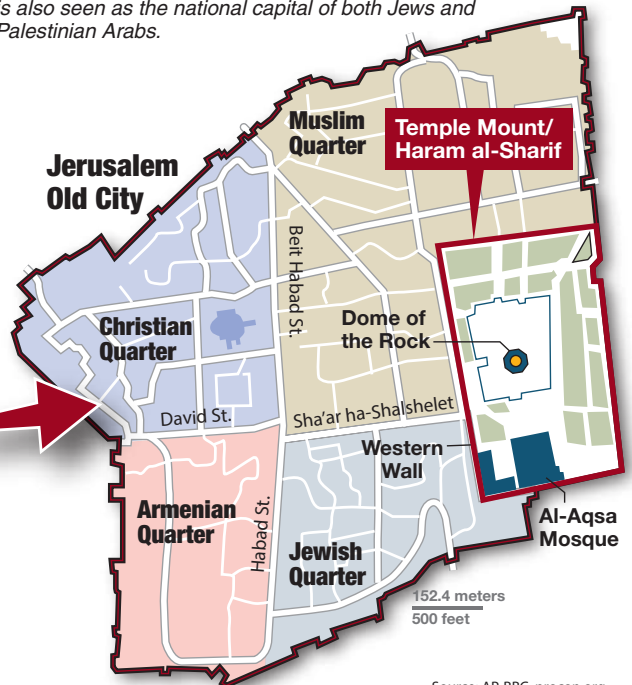 is also seen as the national capital of both Jews and
Palestinian Arabs.
Jerusalem
Old City
Muslim
Quarter
Temple Mount/
Haram al-Sharif
Beit Habad St.
Christian
Quarter
Dome of
the Rock
David St.
Sha'ar ha-Shalshelet
Western
Wall
Armenian
Quarter
Habad St.
Jewish
Quarter
Al-Aqsa
Mosque
152.4 meters
500 feet